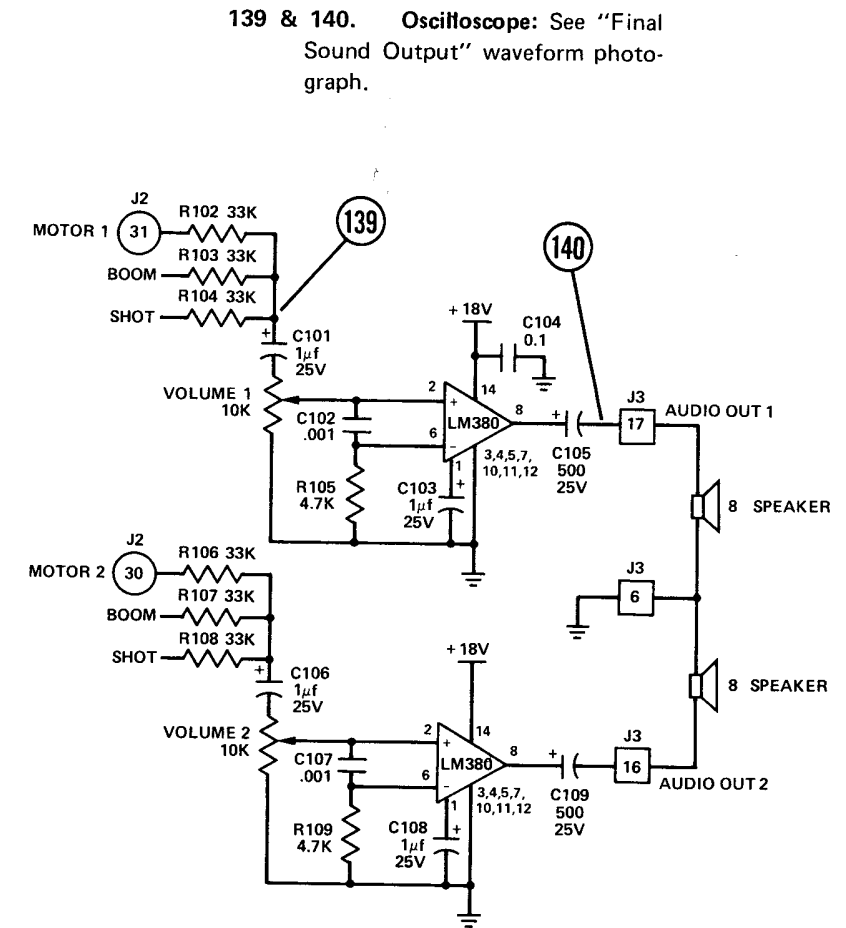 139 & 140. Oscilloscope: See "Final
Sound Output" waveform photo-
graph.
J2
R102 33K
139
MOTOR 1
31
R103 33K
BOOM
140
R104 33K
SHOT
+ 18V
C104
0.1
+
C101
1µf
25V
VOLUME 1
10K
2
14
J3
AUDIO OUT 1
C102
.001
+
LM380
8
+
17
6
-
3,4,5,7,
10,11,12
C105
500
25V
R105
4.7K
C103
1µf
25V
1
+
8 SPEAKER
J2
R106 33K
MOTOR 2
30
J3
6
R107 33K
BOOM
R108 33K
SHOT
+ 18V
+
C106
1µf
25V
8 SPEAKER
VOLUME 2
10K
2
14
J3
C107
.001
+
LM380
8
+
16
AUDIO OUT 2
6
-
3,4,5,7,
10,11,12
C109
500
25V
R109
4.7K
C108
1µf
25V
1
+